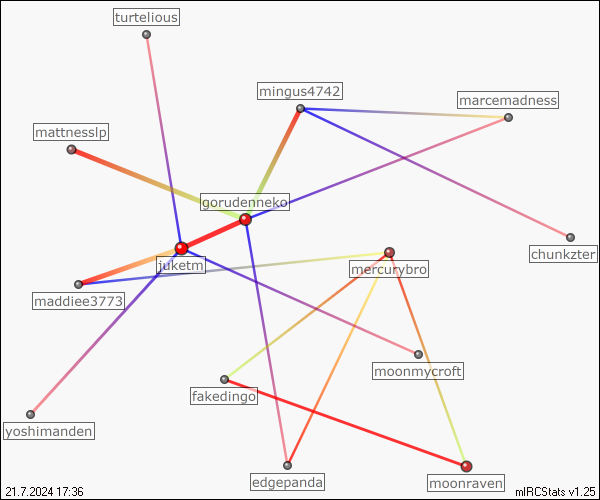 turtelious
mingus4742
marcemadness
mattnesslp
gorudenneko
chunkzter
juketm
mercurybro
maddiee3773
moonmycroft
fakedingo
yoshimanden
edgepanda
moonraven
21.7.2024 17:36
mIRCStats v1.25